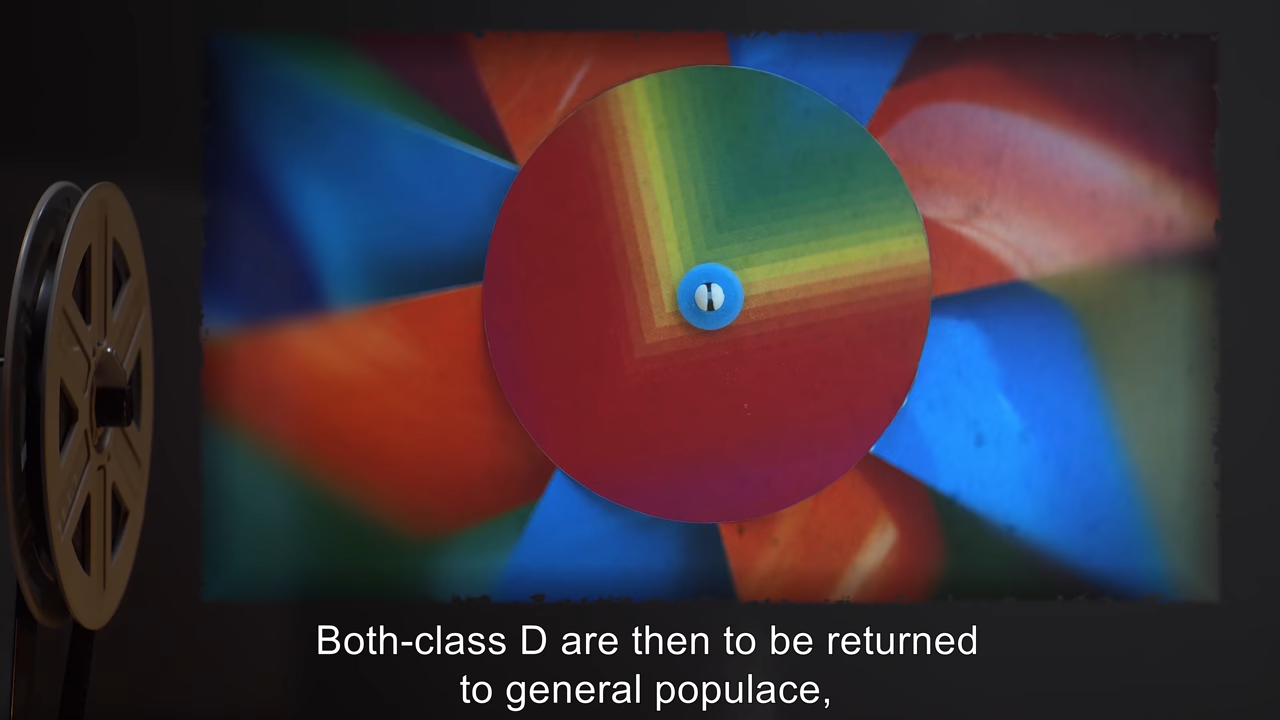 Both-class D are then to be returned
to general populace,